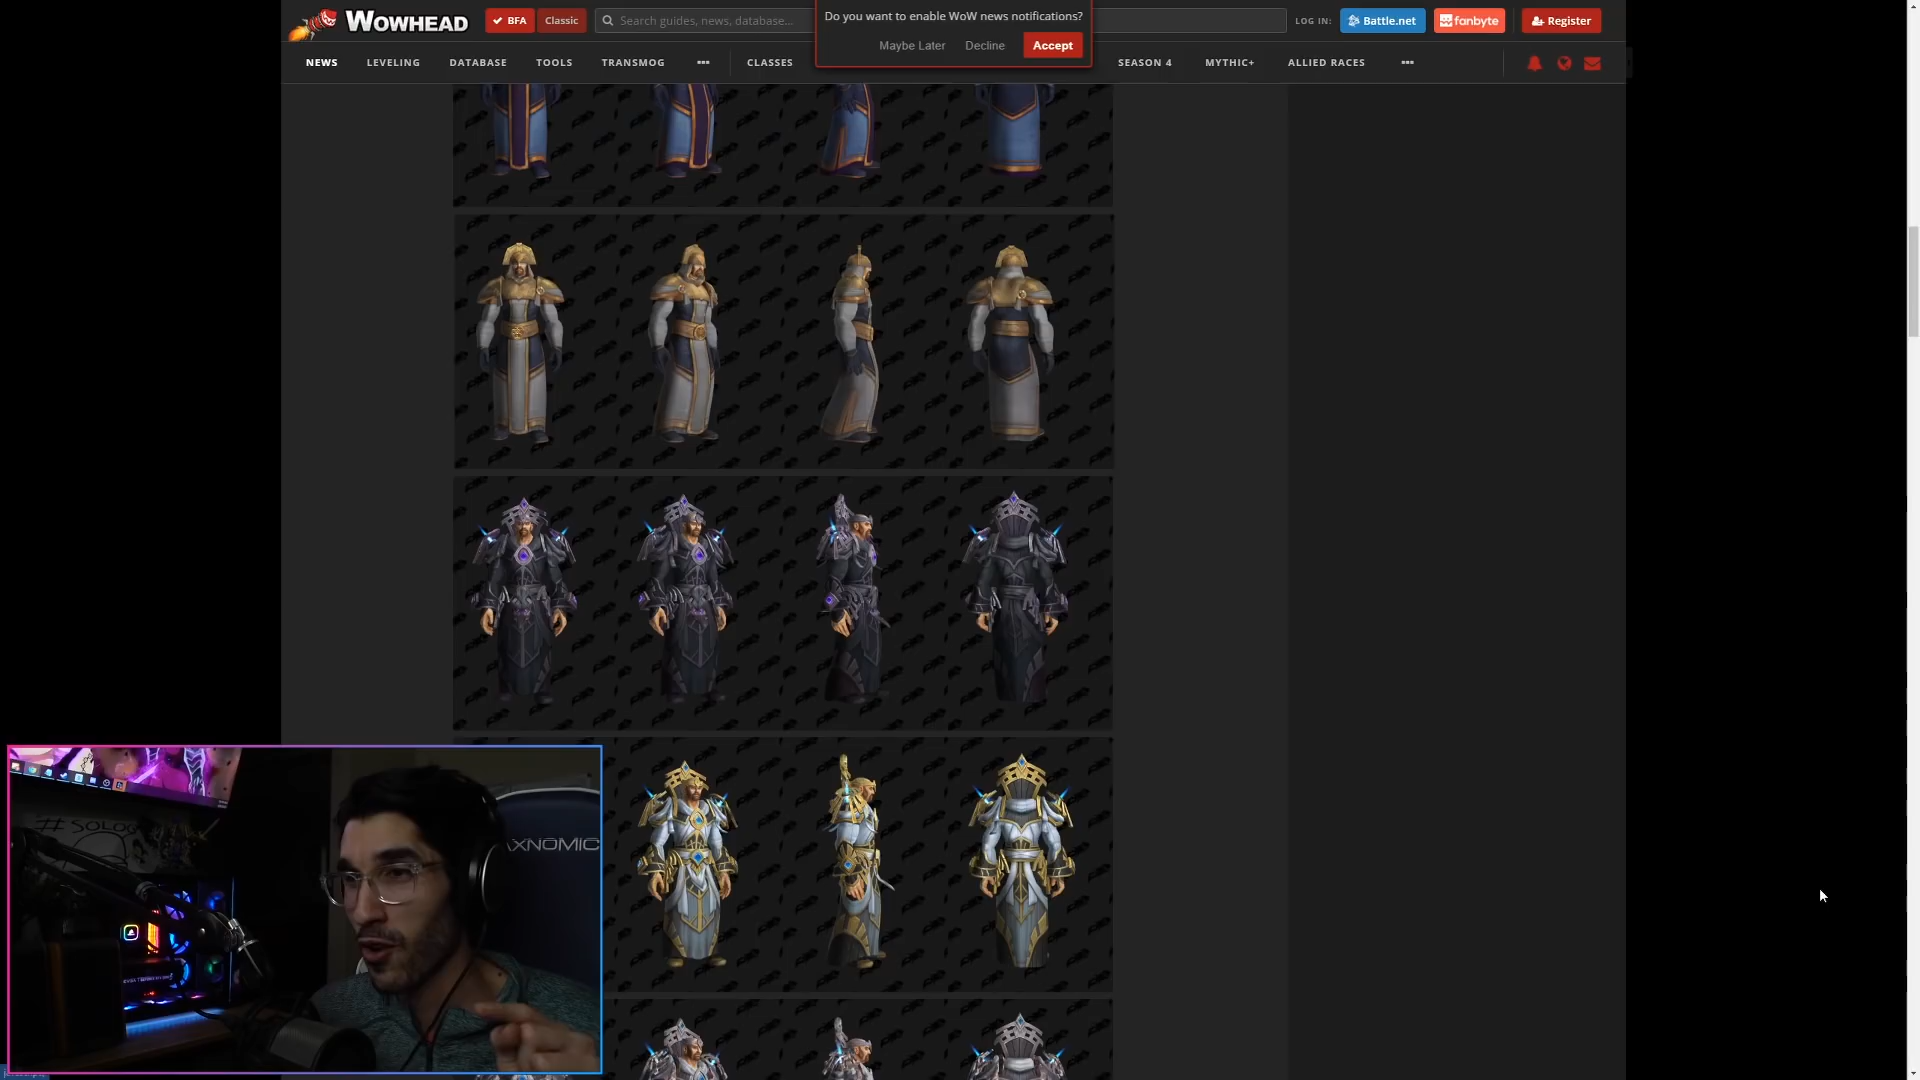 Do you want to enable WoW news notifications?
WOWHEAD
BFA
Classic
Search guides, news, database...
Maybe Later
Decline
Accept
LOG IN:
Battle.net
fanbyte
Register
NEWS
LEVELING
DATABASE
TOOLS
TRANSMOG
CLASSES
SEASON 4
MYTHIC+
ALLIED RACES
AXNOMIC